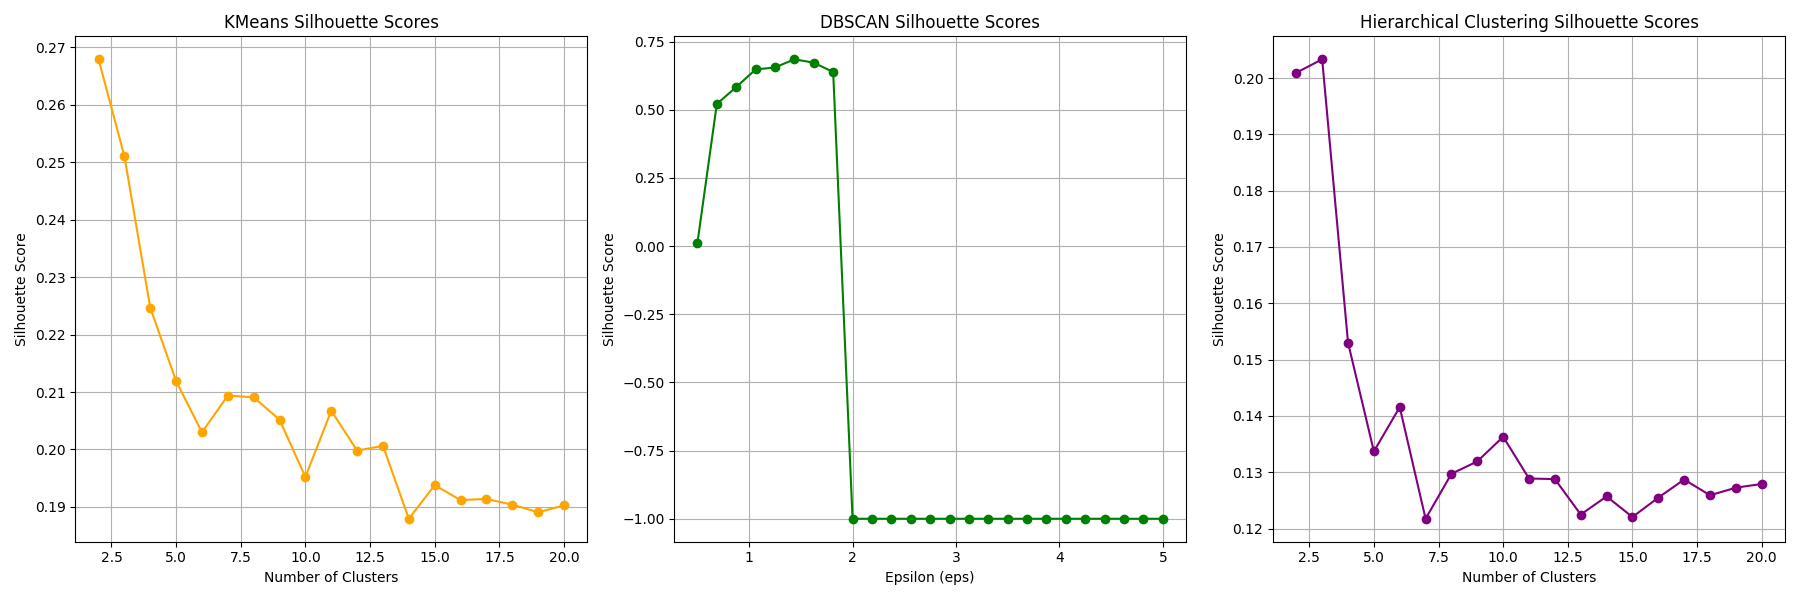 KMeans Silhouette Scores
Silhouette Score
0.27
0.26
0.25
0.24
0.23
0.22
0.21
0.20
0.19
2.5 5.0 7.5 10.0 12.5 15.0 17.5 20.0
Number of Clusters
DBSCAN Silhouette Scores
Silhouette Score
0.75
0.50
0.25
0.00
−0.25
−0.50
−0.75
−1.00
1 2 3 4 5
Epsilon (eps)
Hierarchical Clustering Silhouette Scores
Silhouette Score
0.20
0.19
0.18
0.17
0.16
0.15
0.14
0.13
0.12
2.5 5.0 7.5 10.0 12.5 15.0 17.5 20.0
Number of Clusters